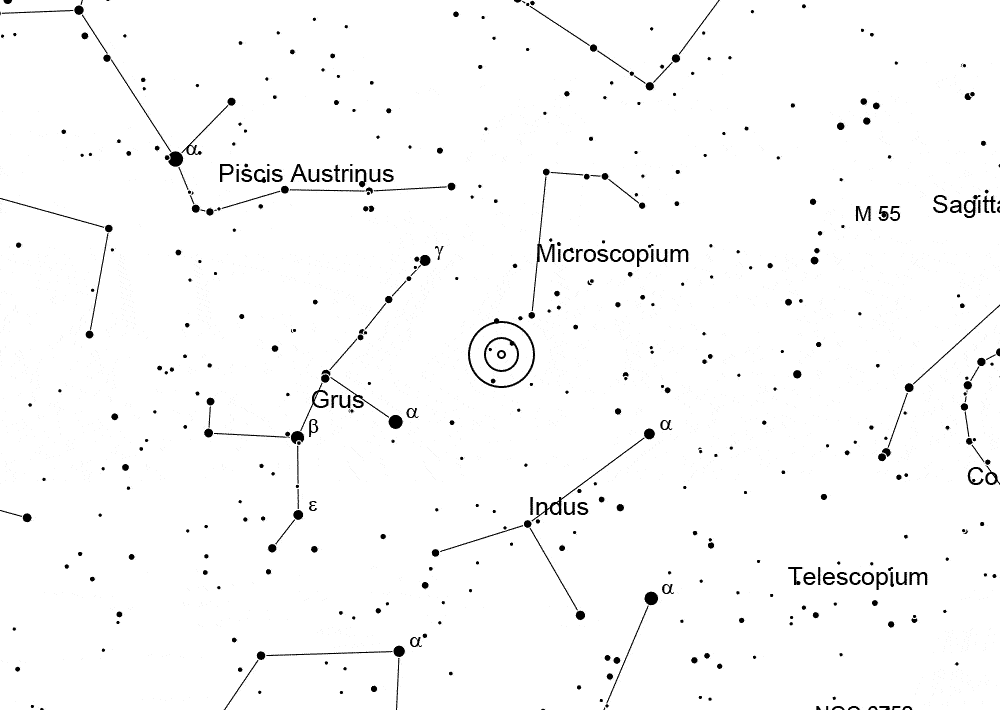 α
Piscis Austrinus
M 55
Sagitta
γ
Microscopium
Grus
α
β
α
Co
ε
Indus
Telescopium
α
α